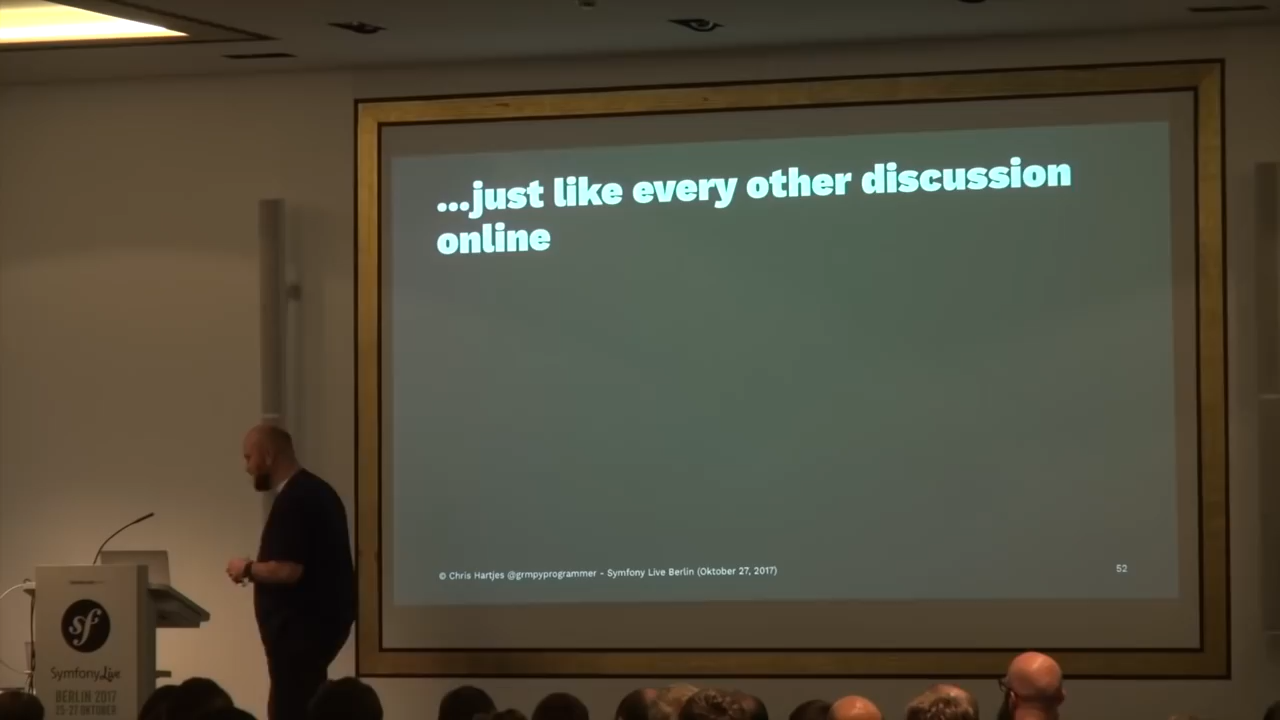 ...just like every other discussion
online
© Chris Hartjes @grmpyprogrammer - Symfony Live Berlin (Oktober 27, 2017)
52
sf
Symfony Live
BERLIN 2017
25-27 OKTOBER